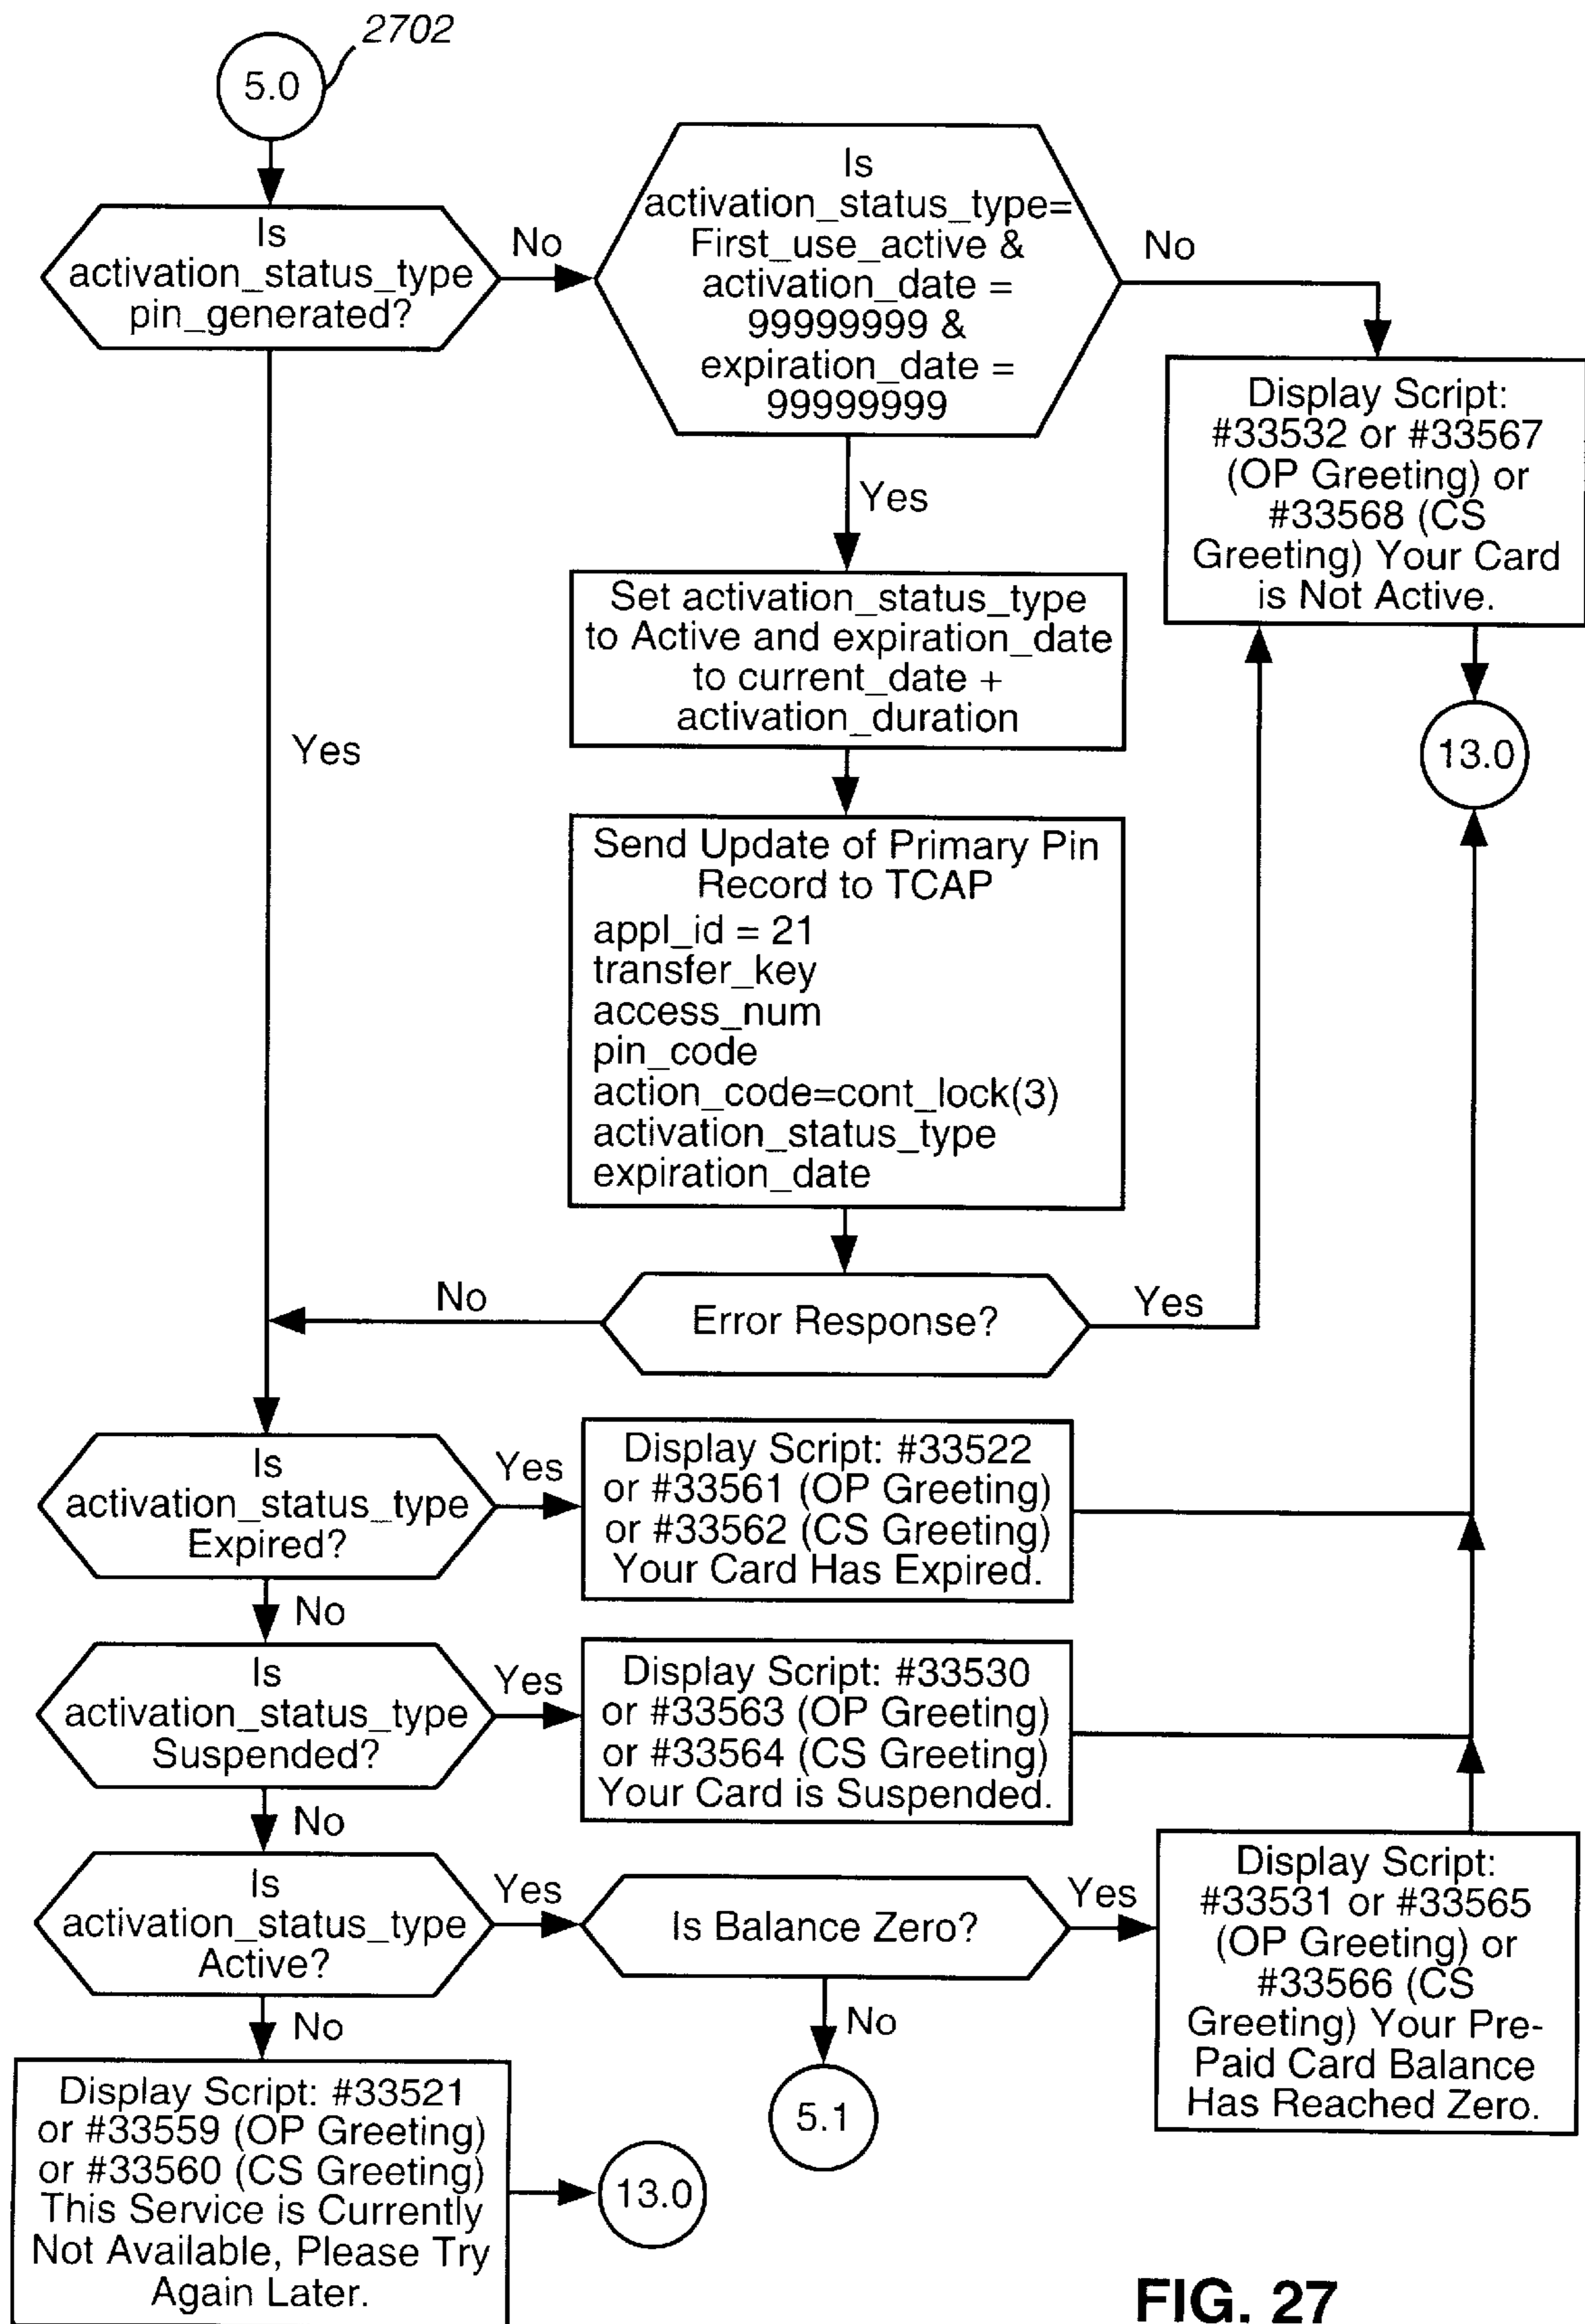 2702
5.0
Is
activation_status_type
pin_generated?
No
Is
activation_status_type=
First_use_active &
activation_date =
99999999 &
expiration_date =
99999999
No
Display Script:
#33532 or #33567
(OP Greeting) or
#33568 (CS
Greeting) Your Card
is Not Active.
13.0
Yes
Set activation_status_type
to Active and expiration_date
to current_date +
activation_duration
Yes
Send Update of Primary Pin
Record to TCAP
appl_id = 21
transfer_key
access_num
pin_code
action_code=cont_lock(3)
activation_status_type
expiration_date
No
Error Response?
Yes
Is
activation_status_type
Expired?
Yes
Display Script: #33522
or #33561 (OP Greeting)
or #33562 (CS Greeting)
Your Card Has Expired.
No
Is
activation_status_type
Suspended?
Yes
Display Script: #33530
or #33563 (OP Greeting)
or #33564 (CS Greeting)
Your Card is Suspended.
No
Is
activation_status_type
Active?
Yes
Is Balance Zero?
Yes
Display Script:
#33531 or #33565
(OP Greeting) or
#33566 (CS
Greeting) Your Pre-
Paid Card Balance
Has Reached Zero.
No
5.1
No
Display Script: #33521
or #33559 (OP Greeting)
or #33560 (CS Greeting)
This Service is Currently
Not Available, Please Try
Again Later.
13.0
FIG. 27